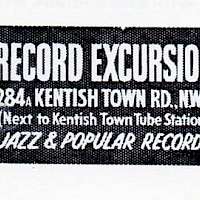 RECORD EXCURSIO
284A KENTISH TOWN RD., NW
(Next to Kentish Town Tube Station
JAZZ & POPULAR RECORD